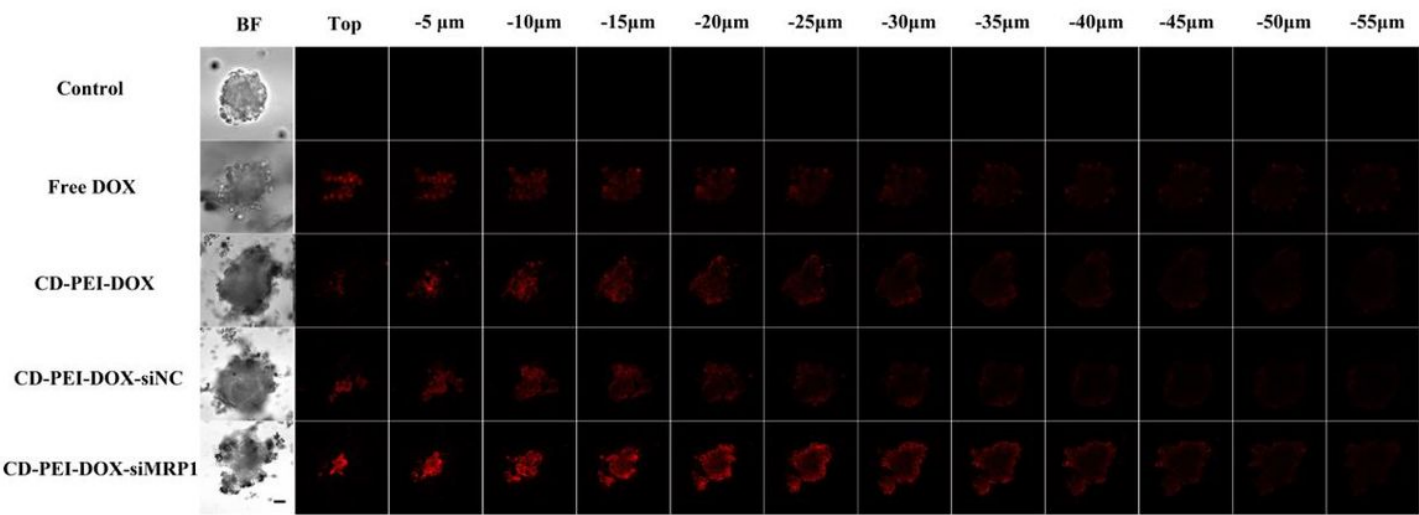 BF Top -5 μm -10μm -15μm -20μm -25μm -30μm -35μm -40μm -45μm -50μm -55μm
Control
Free DOX
CD-PEI-DOX
CD-PEI-DOX-siNC
CD-PEI-DOX-siMRP1